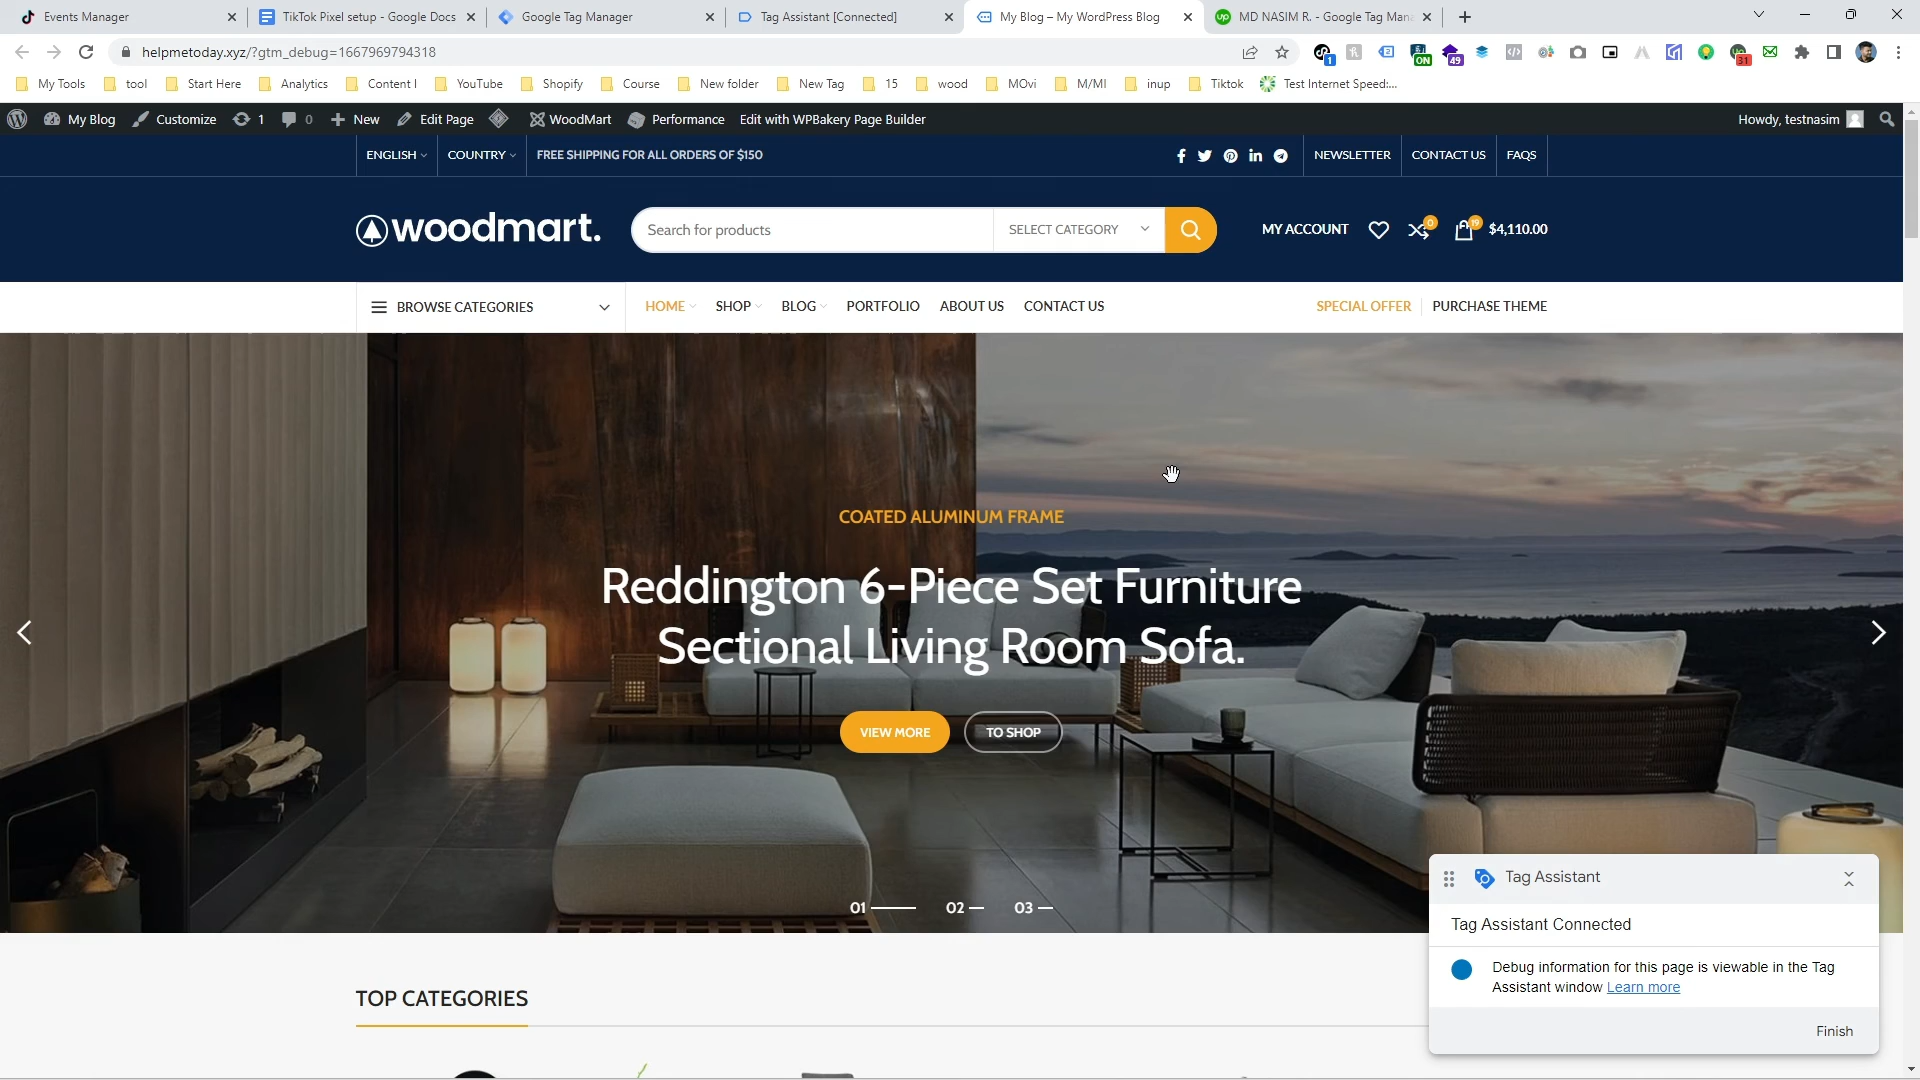 Events Manager
TikTok Pixel setup - Google Docs
Google Tag Manager
Tag Assistant [Connected]
My Blog – My WordPress Blog
MD NASIM R. - Google Tag Man
helpmetoday.xyz/?gtm_debug=1667969794318
1
ON
49
31
My Tools
tool
Start Here
Analytics
Content I
YouTube
Shopify
Course
New folder
New Tag
15
wood
MOvi
M/MI
inup
Tiktok
Test Internet Speed:...
My Blog
Customize
1
0
New
Edit Page
WoodMart
Performance
Edit with WPBakery Page Builder
Howdy, testnasim
ENGLISH
COUNTRY
FREE SHIPPING FOR ALL ORDERS OF $150
NEWSLETTER
CONTACT US
FAQS
woodmart.
Search for products
SELECT CATEGORY
MY ACCOUNT
0
19
$4,110.00
BROWSE CATEGORIES
HOME
SHOP
BLOG
PORTFOLIO
ABOUT US
CONTACT US
SPECIAL OFFER
PURCHASE THEME
COATED ALUMINUM FRAME
Reddington 6-Piece Set Furniture
Sectional Living Room Sofa.
VIEW MORE
TO SHOP
01
02
03
Tag Assistant
Tag Assistant Connected
Debug information for this page is viewable in the Tag
Assistant window Learn more
Finish
TOP CATEGORIES